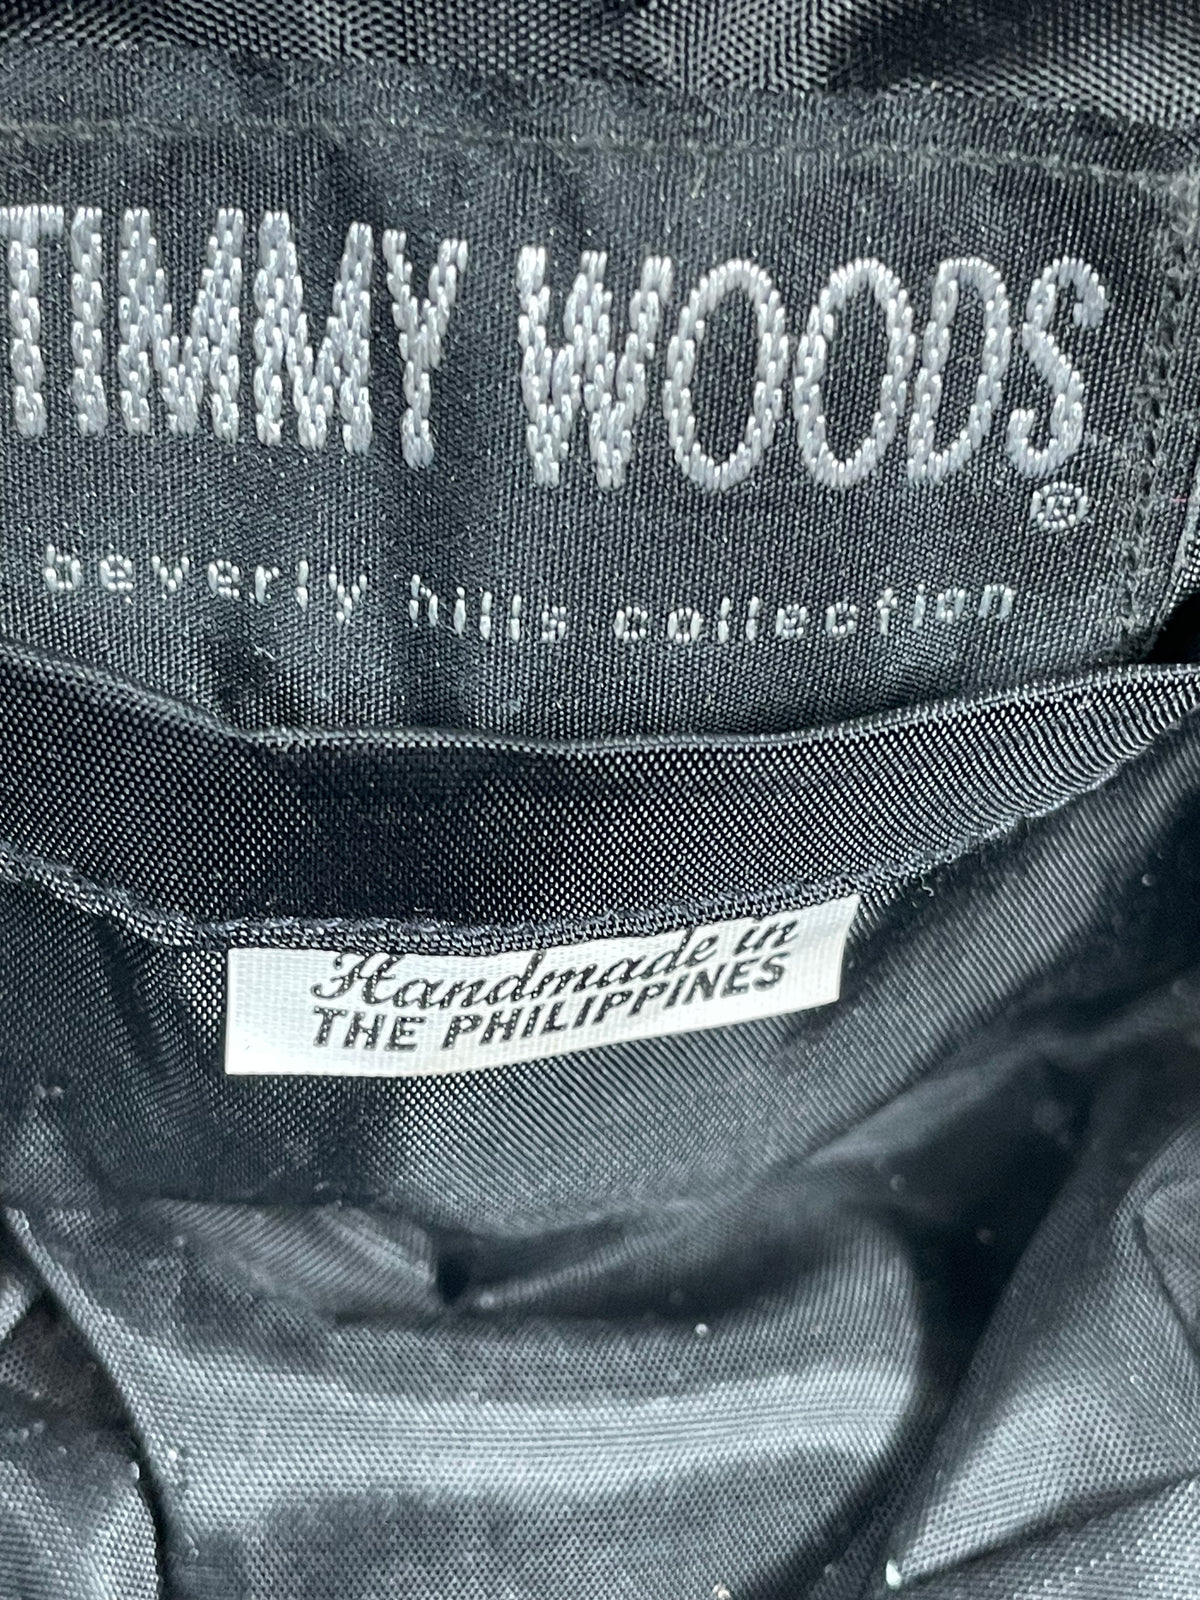 TIMMY WOODS
®
beverly hills collection
Handmade in
THE PHILIPPINES